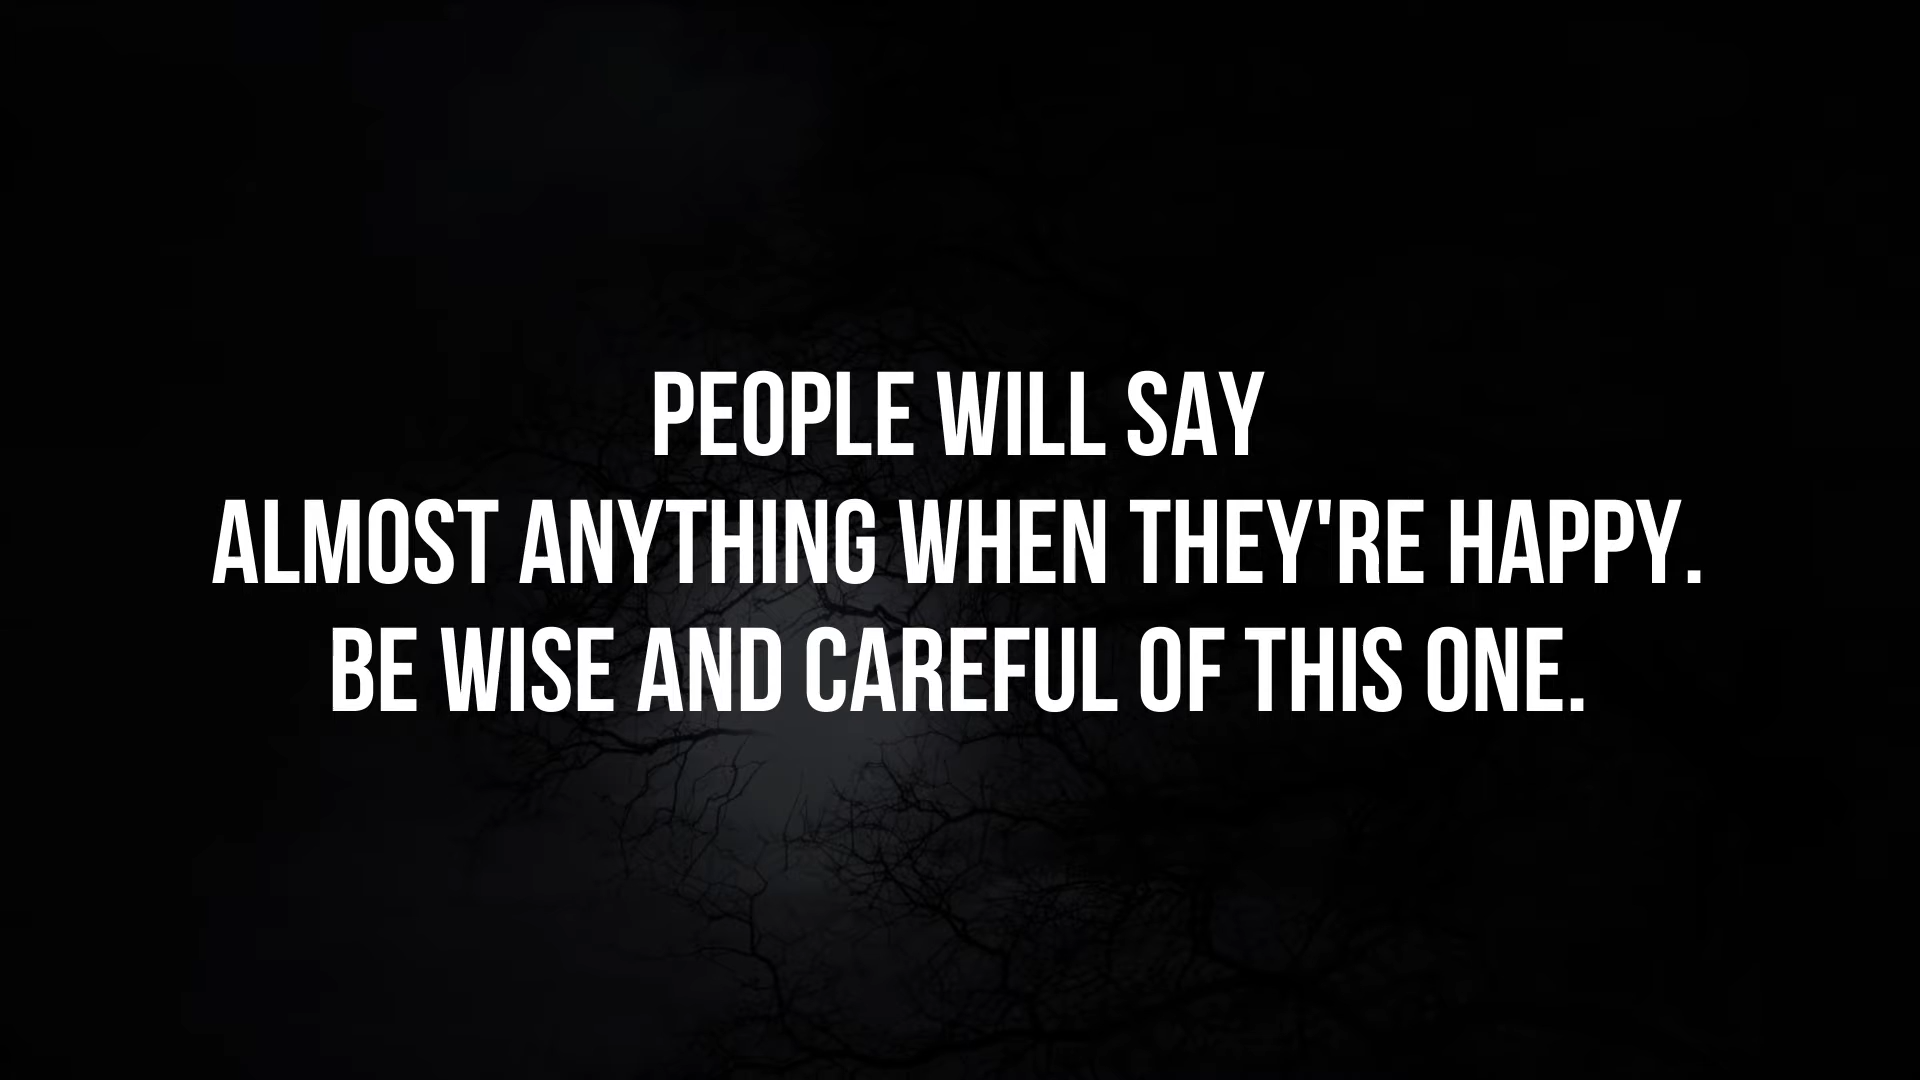 PEOPLE WILL SAY
ALMOST ANYTHING WHEN THEY'RE HAPPY.
BE WISE AND CAREFUL OF THIS ONE.